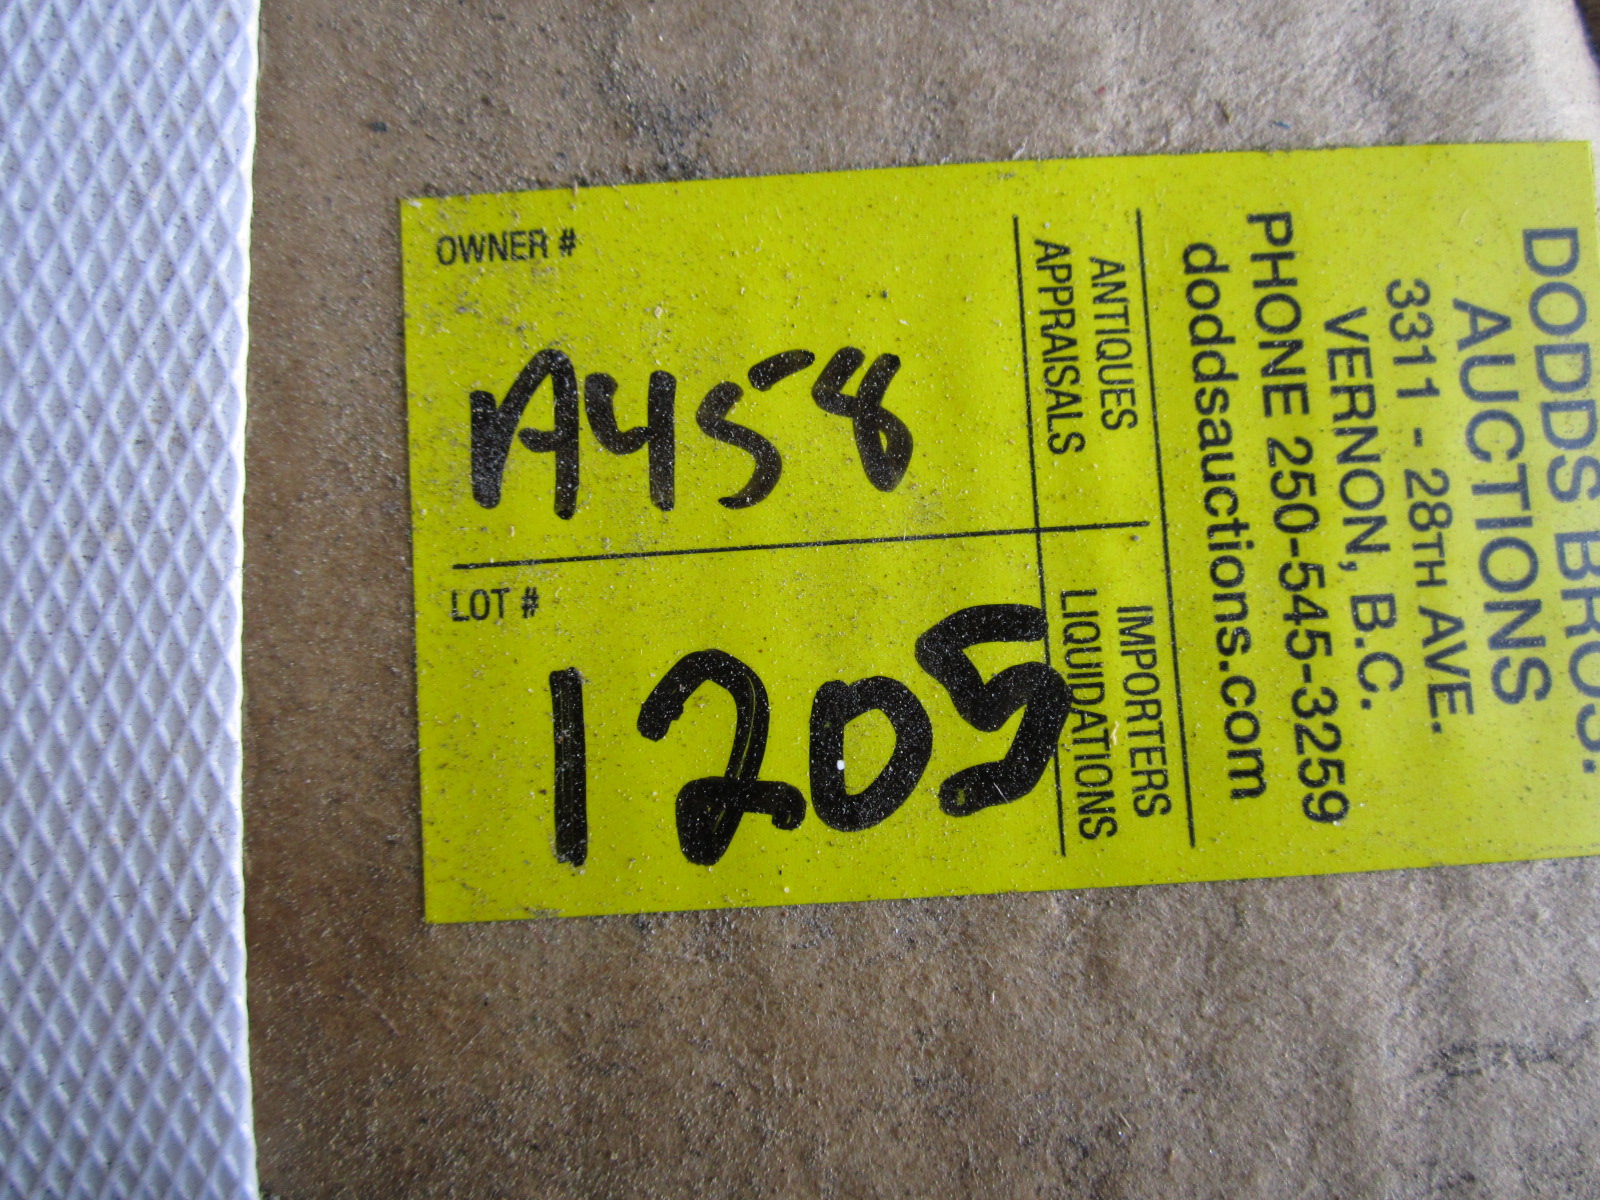 DODDS BROS.
AUCTIONS
3311 - 28TH AVE.
VERNON, B.C.
PHONE 250-545-3259
doddsauctions.com
ANTIQUES
APPRAISALS
IMPORTERS
LIQUIDATIONS
OWNER #
A458
LOT #
1205